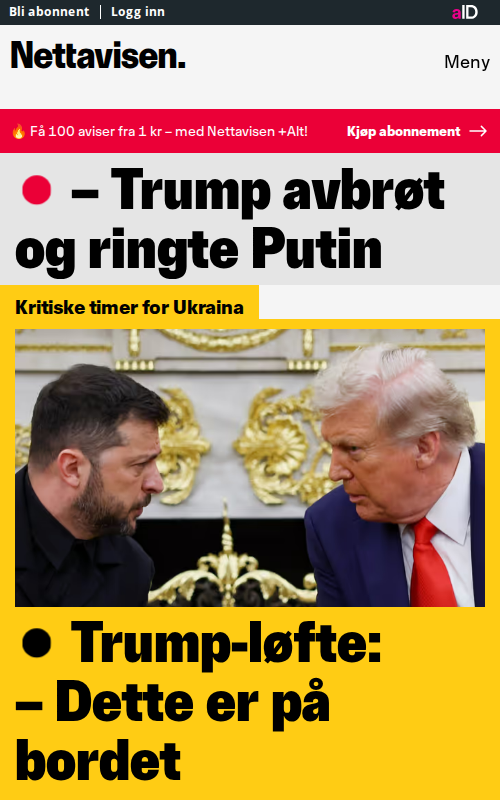 Bli abonnent | Logg inn
aID
Nettavisen.
Meny
🔥 Få 100 aviser fra 1 kr – med Nettavisen +Alt!
Kjøp abonnement →
– Trump avbrøt
og ringte Putin
Kritiske timer for Ukraina
Trump-løfte:
– Dette er på
bordet